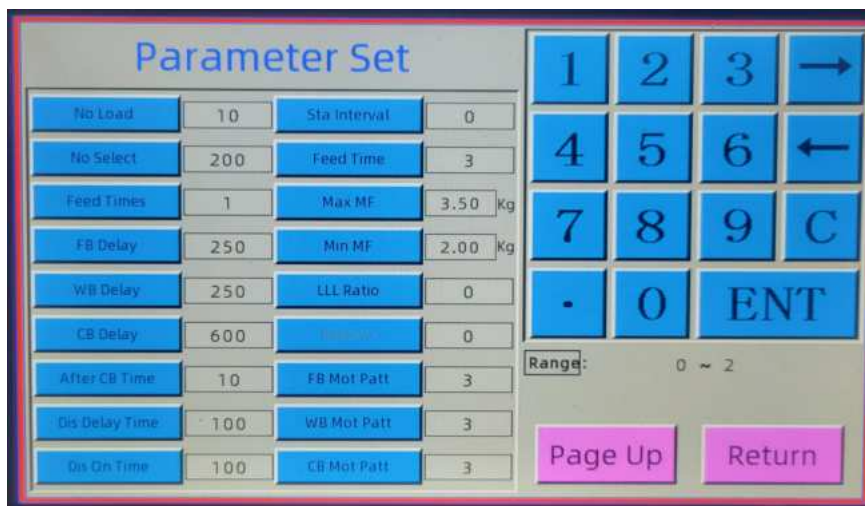 Parameter Set
No Load 10 Sta Interval 0
No Select 200 Feed Time 3
Feed Times 1 Max MF 3.50 Kg
FB Delay 250 Min MF 2.00 Kg
WB Delay 250 LLL Ratio 0
CB Delay 600 0
After CB Time 10 FB Mot Patt 3
Dis Delay Time 100 WB Mot Patt 3
Dis On Time 100 CB Mot Patt 3
1 2 3 →
4 5 6 ←
7 8 9 C
. 0 ENT
Range: 0 ~ 2
Page Up Return